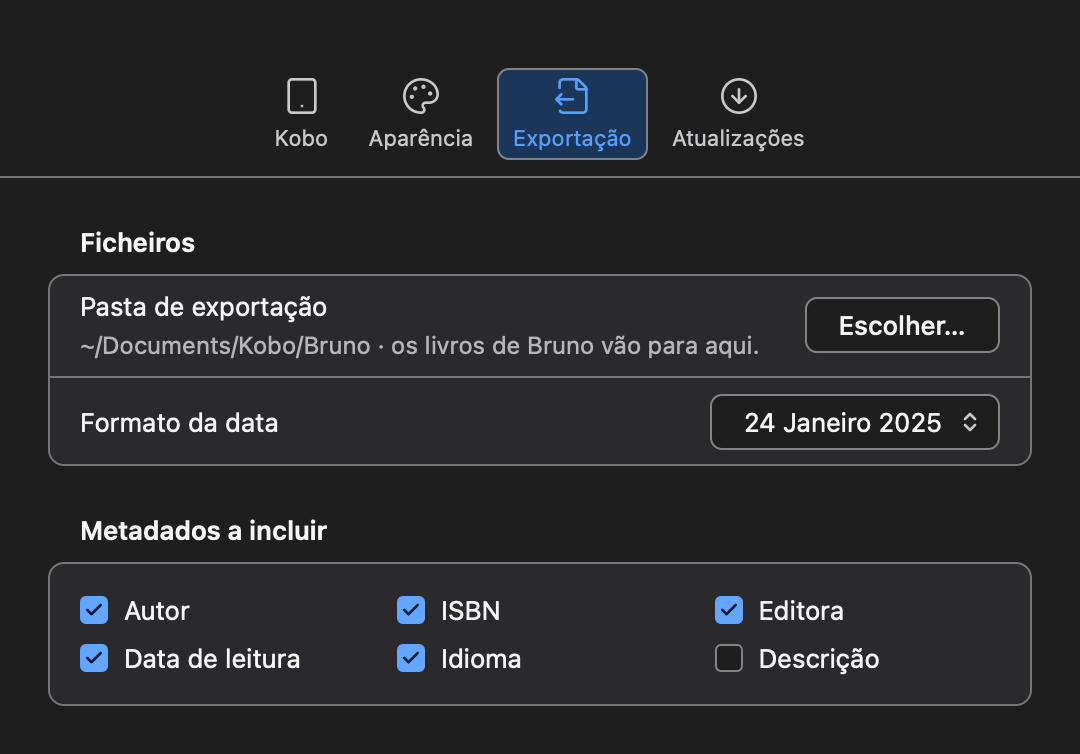 Kobo
Aparência
Exportação
Atualizações
Ficheiros
Pasta de exportação
~/Documents/Kobo/Bruno · os livros de Bruno vão para aqui.
Escolher...
Formato da data
24 Janeiro 2025
Metadados a incluir
Autor
ISBN
Editora
Data de leitura
Idioma
Descrição